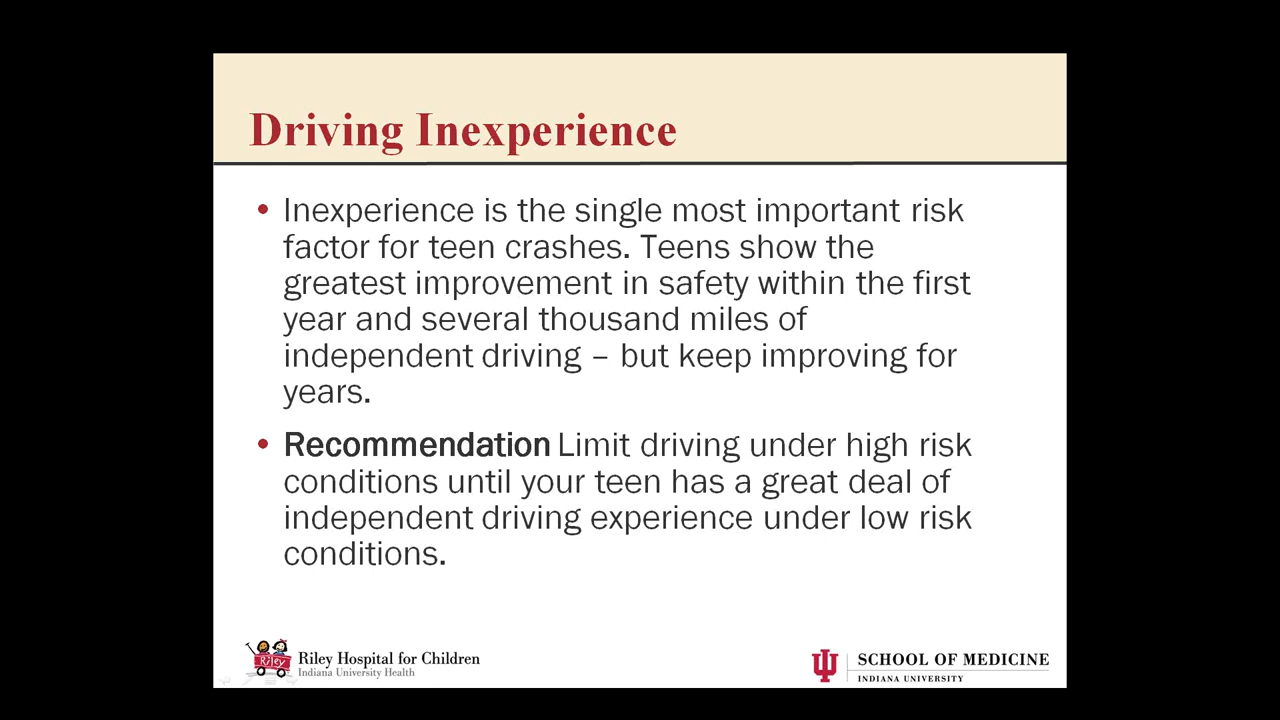 Driving Inexperience
• Inexperience is the single most important risk
factor for teen crashes. Teens show the
greatest improvement in safety within the first
year and several thousand miles of
independent driving – but keep improving for
years.
• Recommendation Limit driving under high risk
conditions until your teen has a great deal of
independent driving experience under low risk
conditions.
Riley
Riley Hospital for Children
Indiana University Health
SCHOOL OF MEDICINE
INDIANA UNIVERSITY